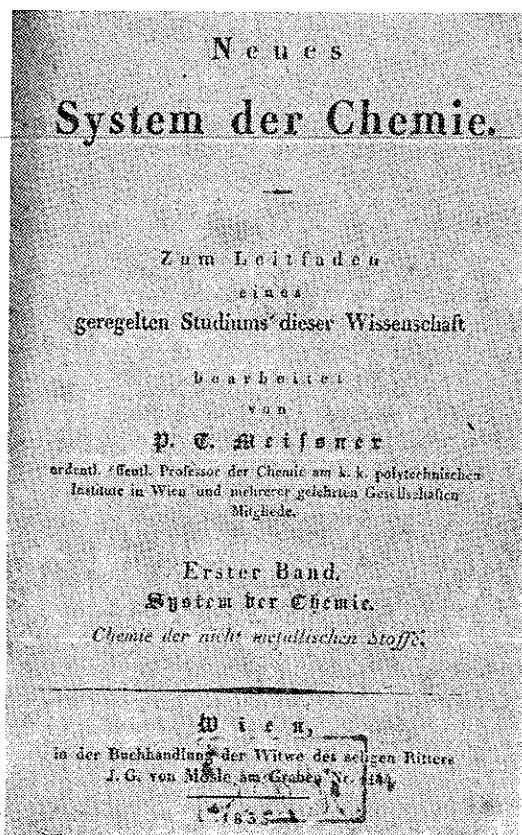 Neues
System der Chemie.
Zum Leitfaden
eines
geregelten Studiums dieser Wissenschaft
bearbeitet
von
P. T. Meissner
ordentl. öffentl. Professor der Chemie am k. k. polytechnischen
Institute in Wien und mehrerer gelehrten Gesellschaften
Mitgliede.
Erster Band.
System der Chemie.
Chemie der nicht metallischen Stoffe.
Wien,
in der Buchhandlung der Witwe des seligen Ritters
J. G. von Mösle am Graben Nr.